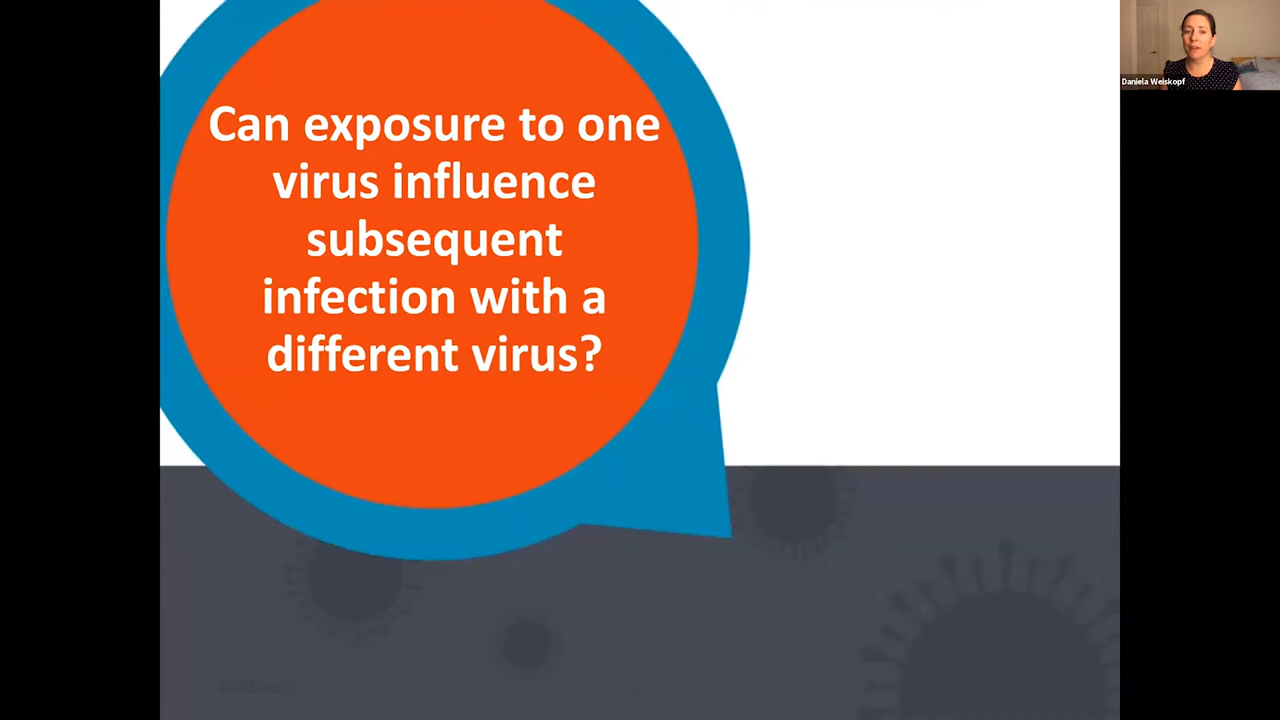 Can exposure to one
virus influence
subsequent
infection with a
different virus?
Daniela Weiskopf